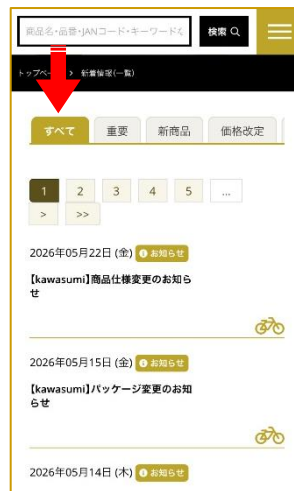 商品名・品番・JANコード・キーワードな
検索
トップページ > 新着情報(一覧)
すべて 重要 新商品 価格改定
1 2 3 4 5 ...
> >>
2026年05月22日 (金) お知らせ
【kawasumi】商品仕様変更のお知ら
せ
2026年05月15日 (金) お知らせ
【kawasumi】パッケージ変更のお知
らせ
2026年05月14日 (木) お知らせ